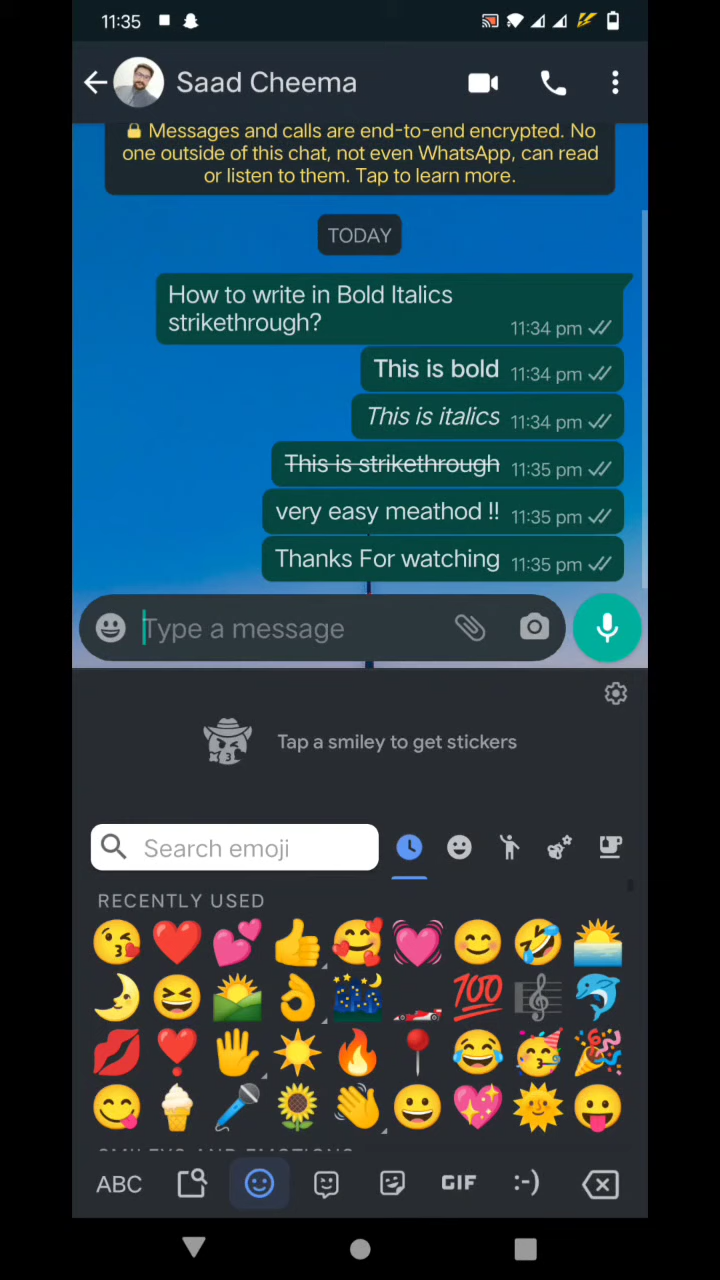 11:35
Saad Cheema
Messages and calls are end-to-end encrypted. No
one outside of this chat, not even WhatsApp, can read
or listen to them. Tap to learn more.
TODAY
How to write in Bold Italics
strikethrough?
11:34 pm
This is bold 11:34 pm
This is italics 11:34 pm
This is strikethrough 11:35 pm
very easy meathod !! 11:35 pm
Thanks For watching 11:35 pm
Type a message
Tap a smiley to get stickers
Search emoji
RECENTLY USED
100
SMILEYS AND EMOTIONS
ABC GIF :-)